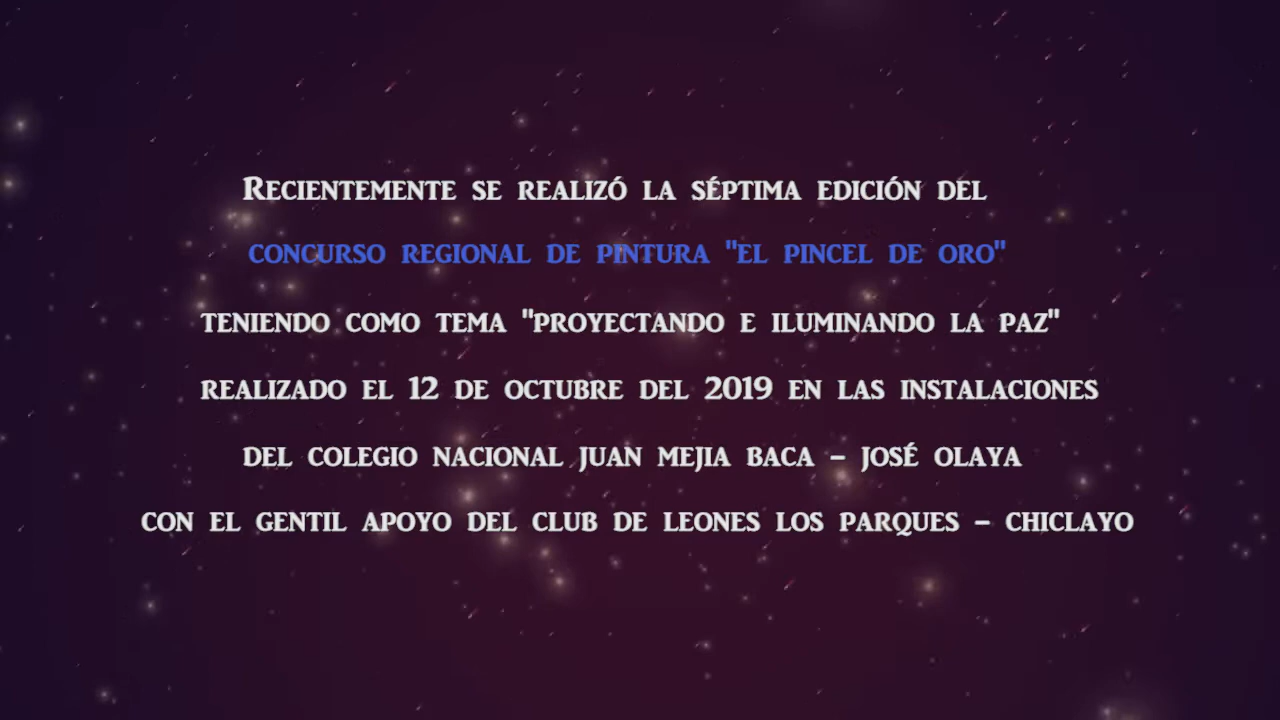 Recientemente se realizó la séptima edición del
concurso regional de pintura "el pincel de oro"
teniendo como tema "proyectando e iluminando la paz"
realizado el 12 de octubre del 2019 en las instalaciones
del colegio nacional juan mejia baca – josé olaya
con el gentil apoyo del club de leones los parques – chiclayo